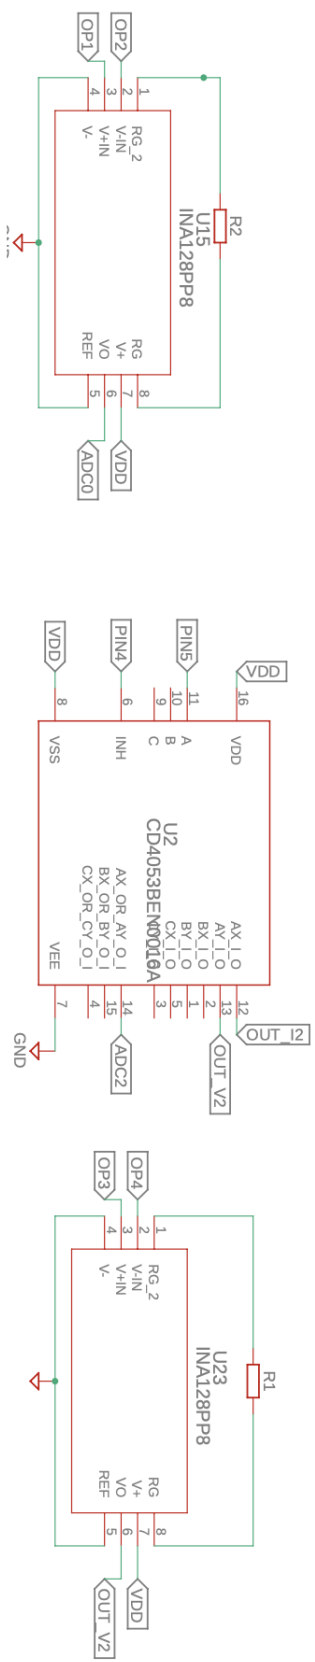 OP1
OP2
4
3
2
1
V-
V+IN
V-IN
RG_2
R2
U15
INA128PP8
REF
VO
V+
RG
5
6
7
8
ADC0
VDD
VDD
PIN4
PIN5
VDD
8
6
9
10
11
16
VSS
INH
C
B
A
VDD
U2
VEE
CX_OR_CY_O_I
BX_OR_BY_O_I
AX_OR_AY_O_I
CX_I_O
BY_I_O
BX_I_O
AY_I_O
AX_I_O
7
4
15
14
3
5
1
2
13
12
GND
ADC2
OUT_V2
OUT_I2
OP3
OP4
4
3
2
1
V-
V+IN
V-IN
RG_2
R1
U23
INA128PP8
REF
VO
V+
RG
5
6
7
8
OUT_V2
VDD